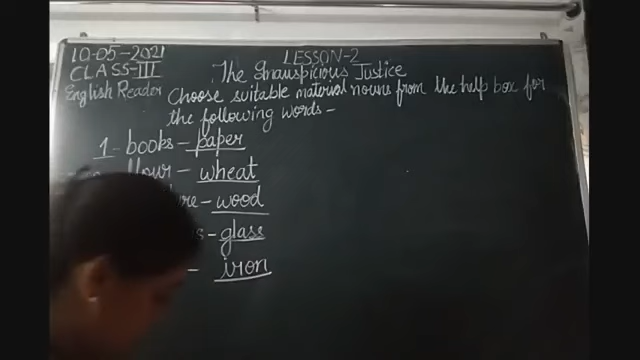 10-05-2021
LESSON-2
CLASS-III
The Inauspicious Justice
English Reader
Choose suitable material nouns from the help box for
the following words-
1- books - paper
flour - wheat
- wood
- glass
- iron